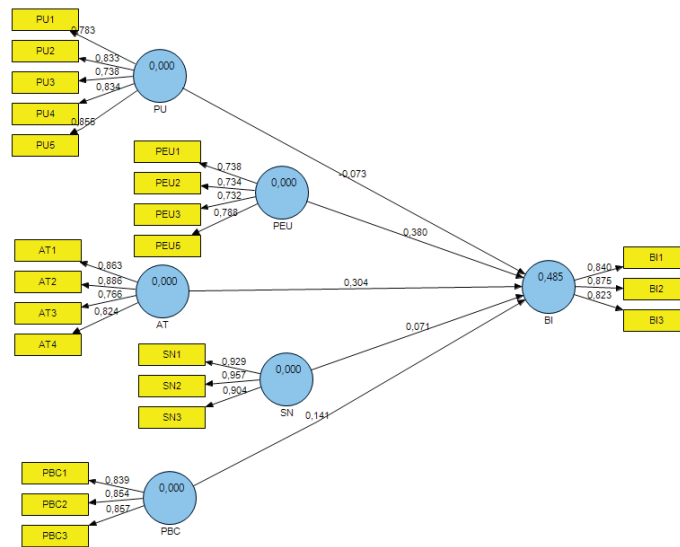 PU1
0,783
PU2
0,833
PU3
0,738
PU4
0,834
PU5
0,855
0,000
PU
-0,073
PEU1
0,738
PEU2
0,734
PEU3
0,732
PEU5
0,788
0,000
PEU
0,380
AT1
0,863
AT2
0,886
AT3
0,766
AT4
0,824
0,000
AT
0,304
SN1
0,929
SN2
0,957
SN3
0,904
0,000
SN
0,071
PBC1
0,839
PBC2
0,854
PBC3
0,857
0,000
PBC
0,141
0,485
BI
0,840
BI1
0,875
BI2
0,823
BI3